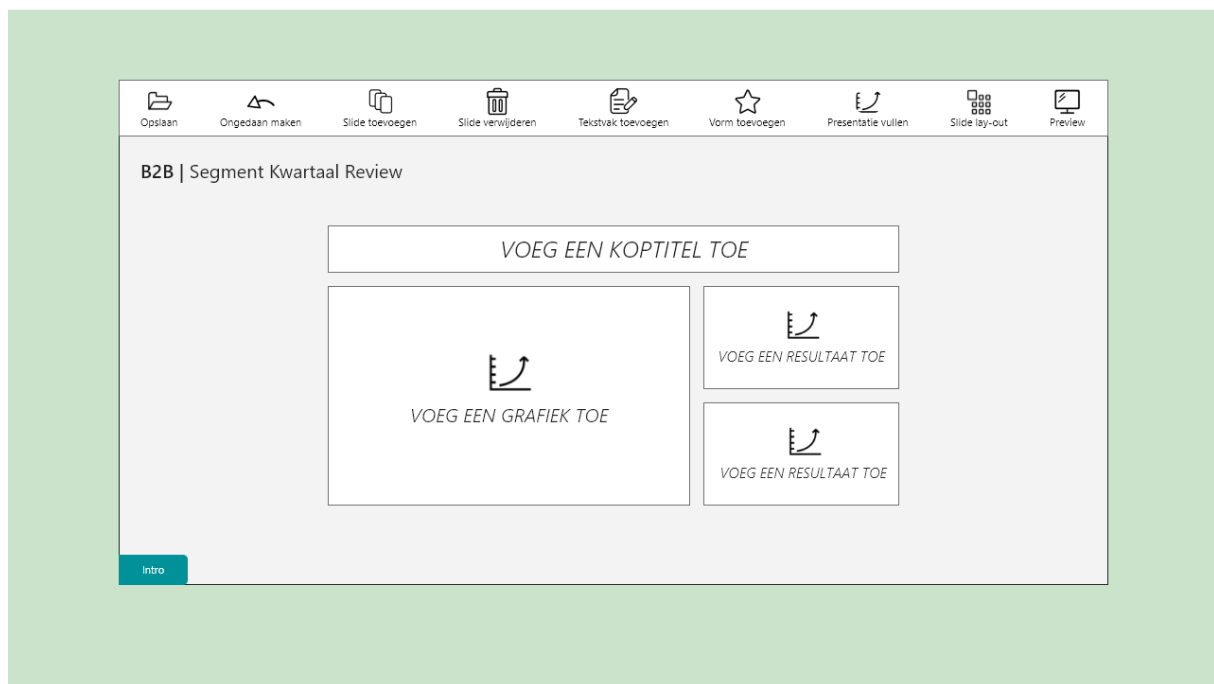 Opslaan
Ongedaan maken
Slide toevoegen
Slide verwijderen
Tekstvak toevoegen
Vorm toevoegen
Presentatie vullen
Slide lay-out
Preview
B2B | Segment Kwartaal Review
VOEG EEN KOPTITEL TOE
VOEG EEN GRAFIEK TOE
VOEG EEN RESULTAAT TOE
VOEG EEN RESULTAAT TOE
Intro